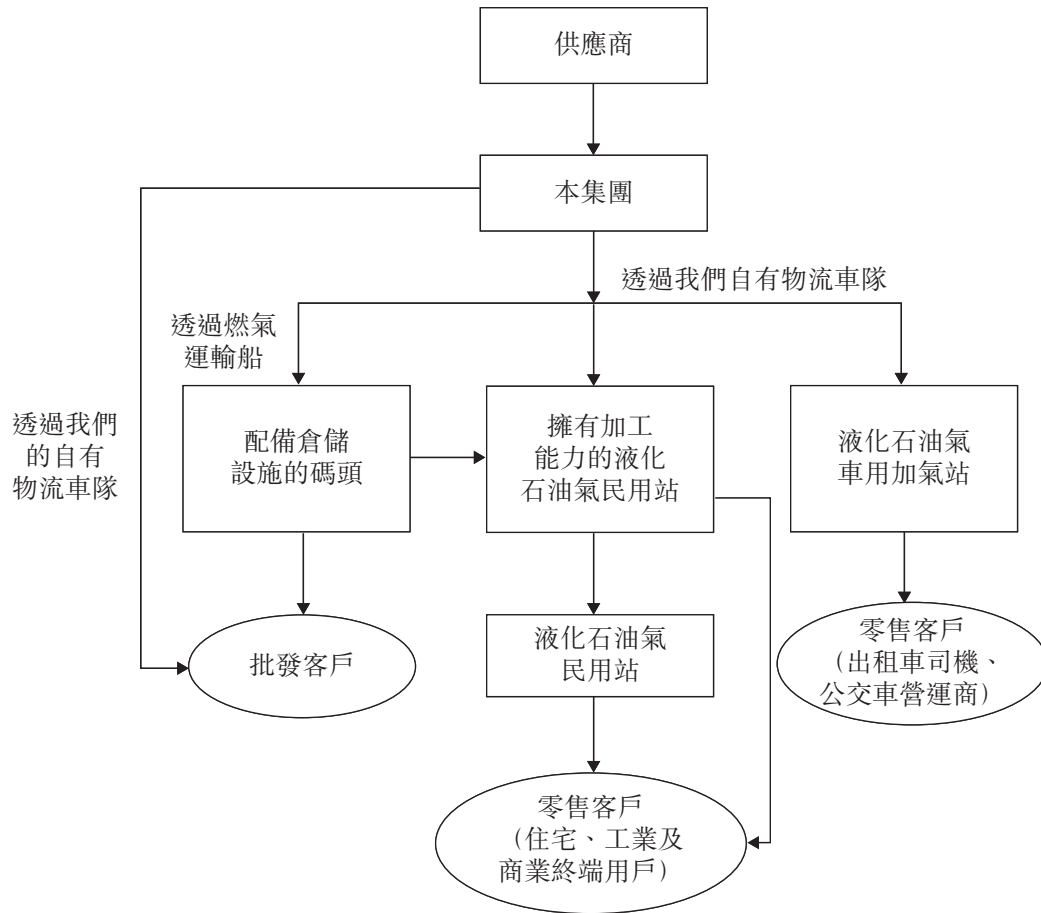 供應商
本集團
透過我們自有物流車隊
透過燃氣
運輸船
透過我們
的自有
物流車隊
配備倉儲
設施的碼頭
擁有加工
能力的液化
石油氣民用站
液化石油氣
車用加氣站
批發客戶
液化石油氣
民用站
零售客戶
（出租車司機、
公交車營運商）
零售客戶
（住宅、工業及
商業終端用戶）